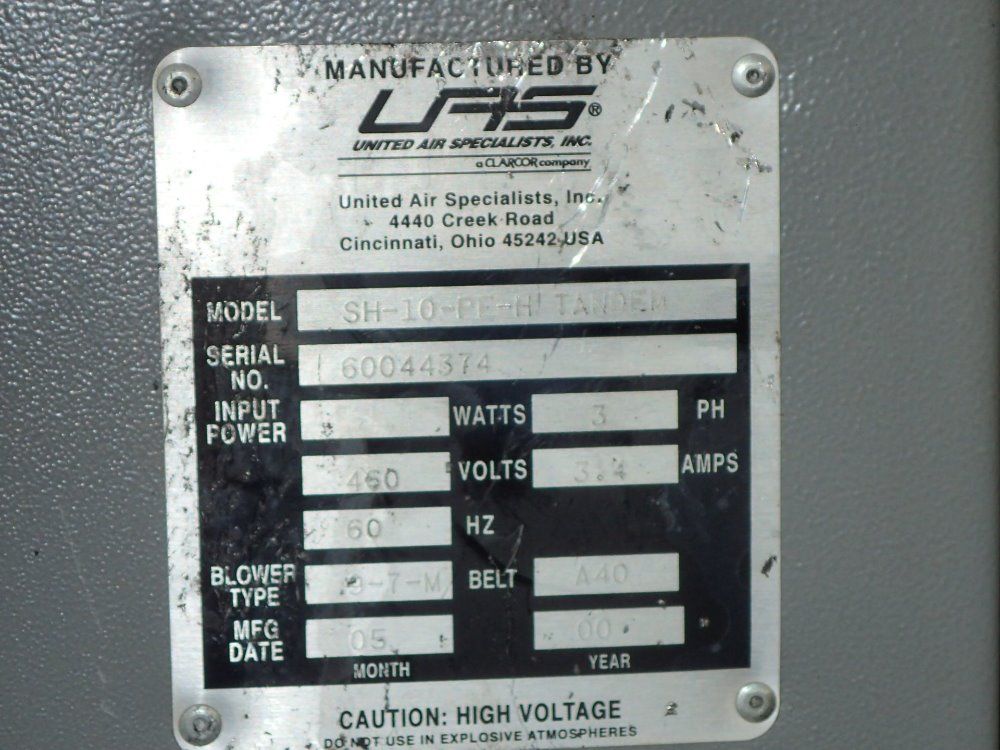 MANUFACTURED BY
UAS®
UNITED AIR SPECIALISTS, INC.
a CLARCOR company
United Air Specialists, Inc.
4440 Creek Road
Cincinnati, Ohio 45242 USA
MODEL SH-10-PE-H TANDEM
SERIAL NO. 60044374
INPUT POWER WATTS 3 PH
460 VOLTS 3.4 AMPS
60 HZ
BLOWER TYPE 9-7-M BELT A40
MFG DATE 05 00
MONTH YEAR
CAUTION: HIGH VOLTAGE
DO NOT USE IN EXPLOSIVE ATMOSPHERES